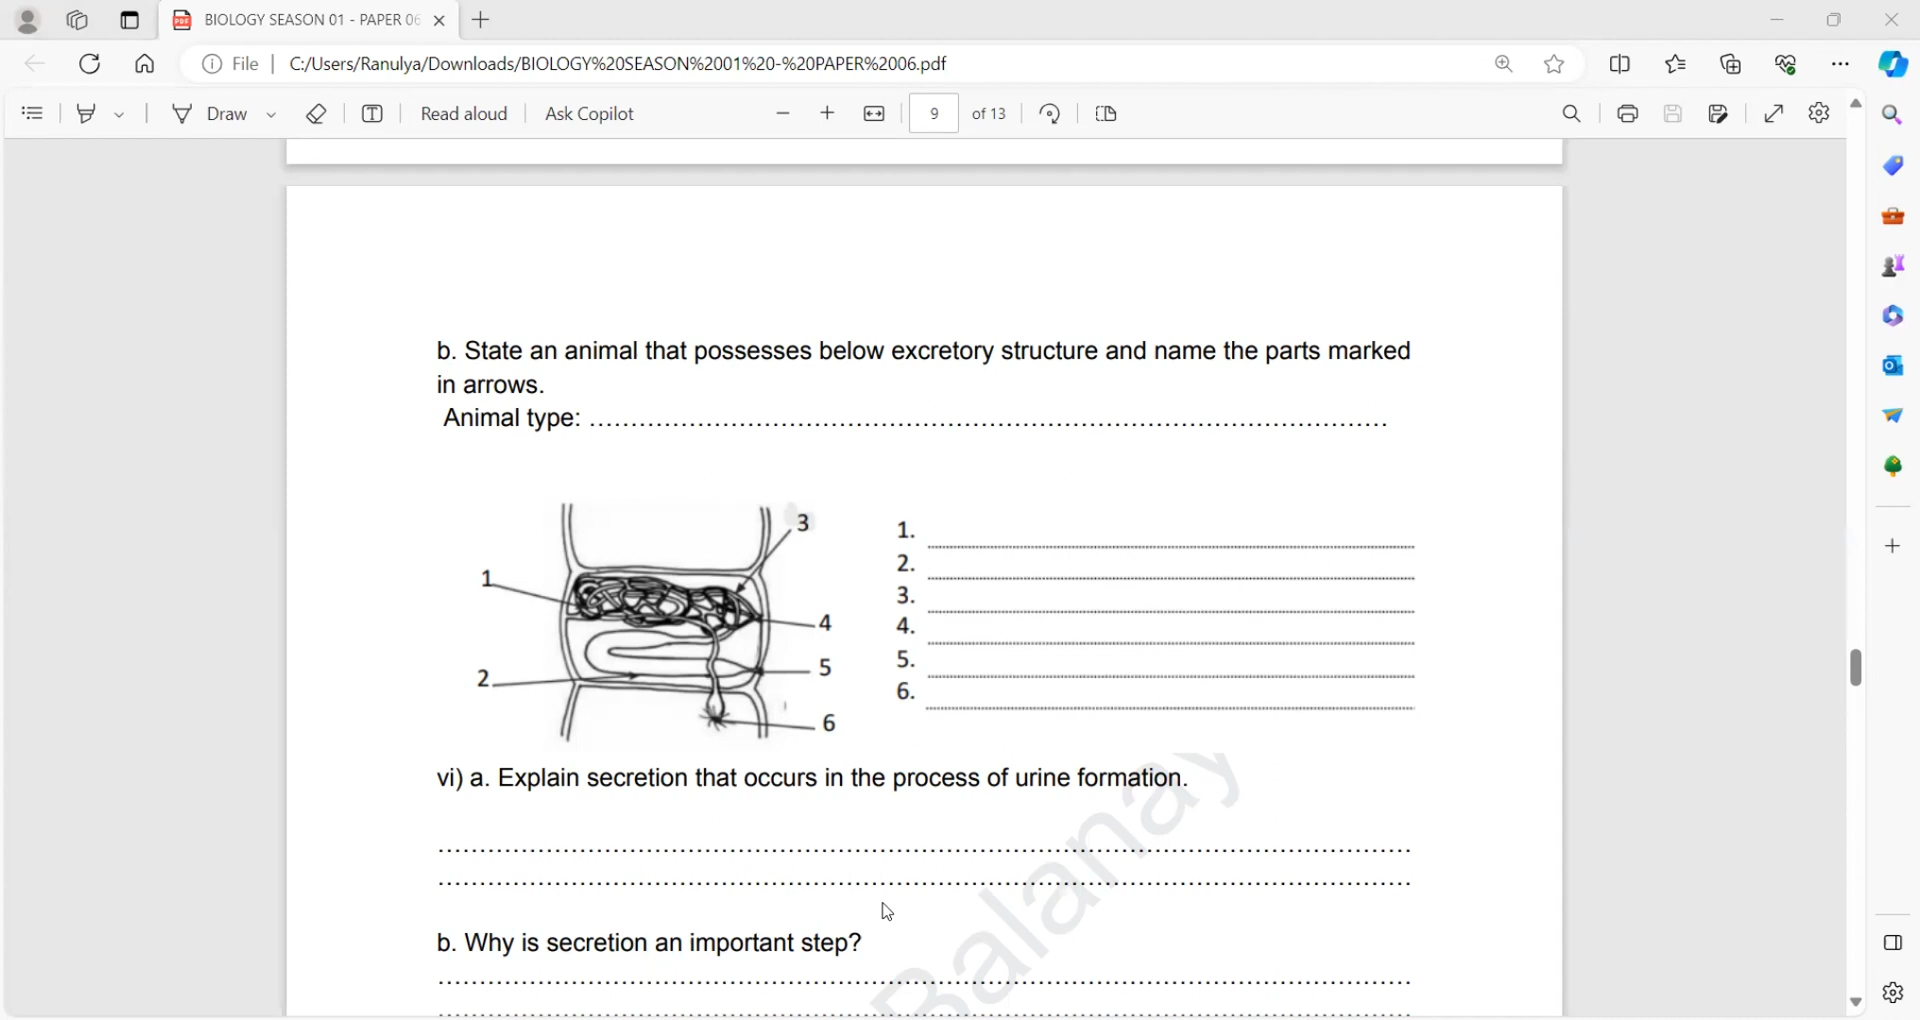 BIOLOGY SEASON 01 - PAPER 06
File
C:/Users/Ranulya/Downloads/BIOLOGY%20SEASON%2001%20-%20PAPER%2006.pdf
Draw
Read aloud
Ask Copilot
9
of 13
b. State an animal that possesses below excretory structure and name the parts marked
in arrows.
Animal type: ................................................................................................
3
1
4
5
2
6
1.
2.
3.
4.
5.
6.
vi) a. Explain secretion that occurs in the process of urine formation.
.....................................................................................................................
.....................................................................................................................
b. Why is secretion an important step?
.....................................................................................................................
.....................................................................................................................
Balanay